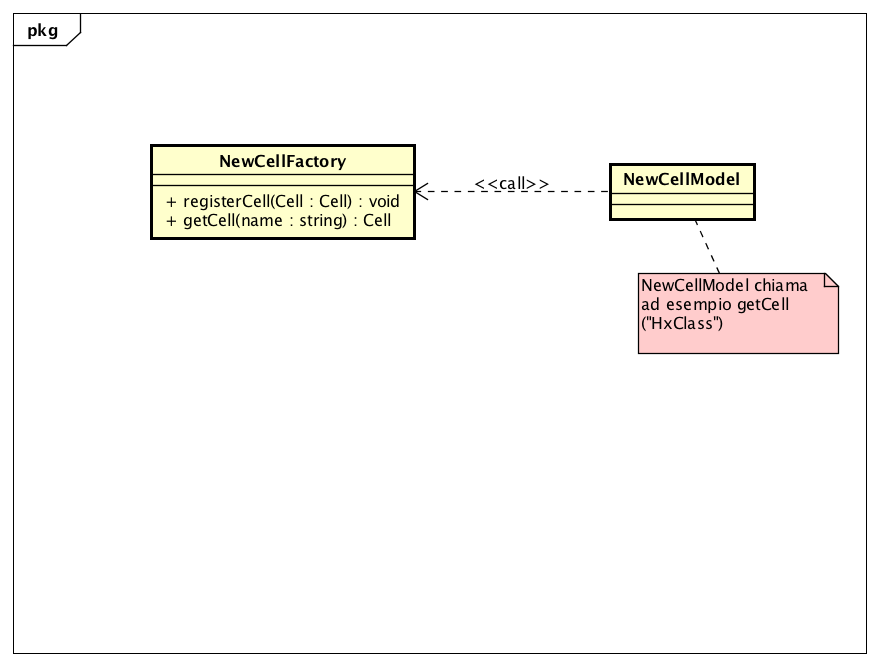 pkg
NewCellFactory
+ registerCell(Cell : Cell) : void
+ getCell(name : string) : Cell
<<call>>
NewCellModel
NewCellModel chiama
ad esempio getCell
("HxClass")